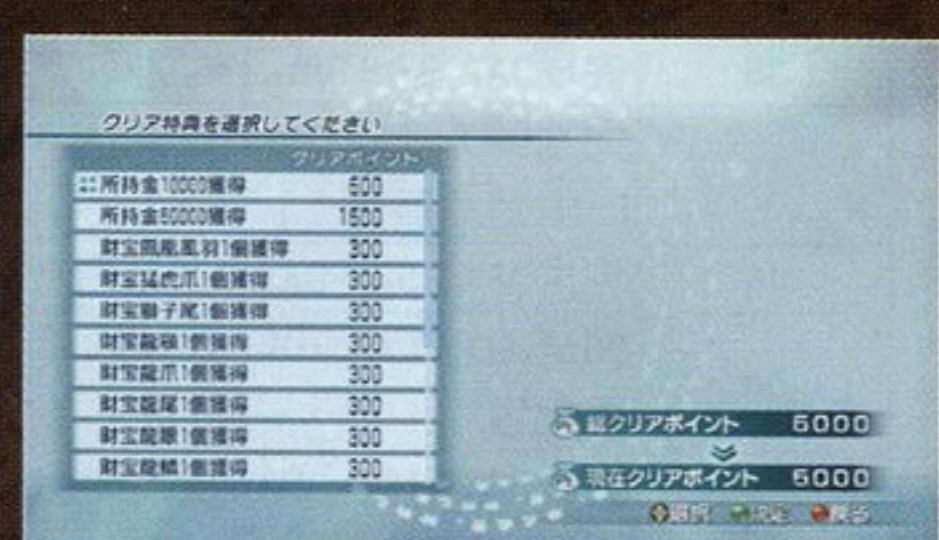 クリア特典を選択してください
クリアポイント
所持金10000獲得 500
所持金50000獲得 1500
財宝鳳凰風羽1個獲得 300
財宝猛虎爪1個獲得 300
財宝獅子尾1個獲得 300
財宝龍1個獲得 300
財宝龍爪1個獲得 300
財宝龍尾1個獲得 300
財宝龍眼1個獲得 300
財宝龍鱗1個獲得 300
総クリアポイント 5000
現在クリアポイント 5000
選択 決定 戻る